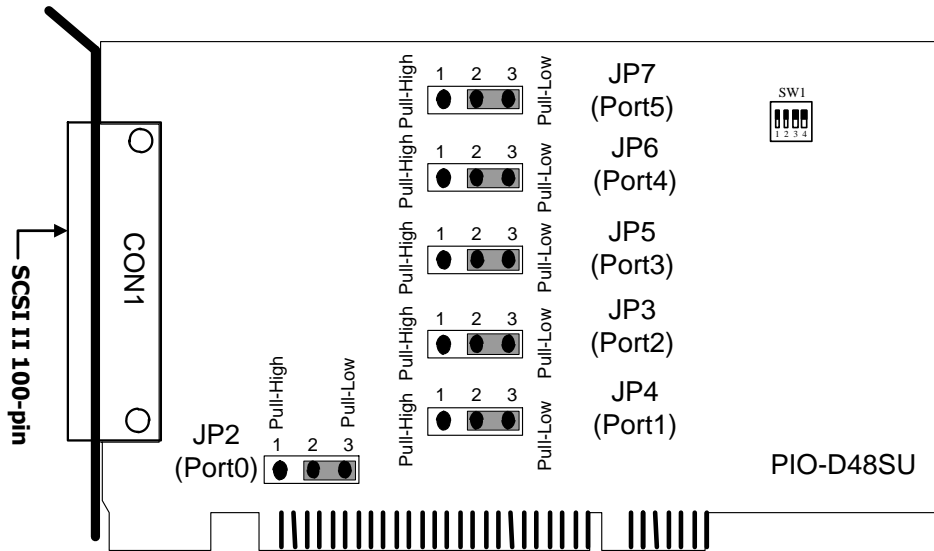 Pull-High
1 2 3
Pull-Low
JP7
(Port5)
SW1
1 2 3 4
Pull-High
1 2 3
Pull-Low
JP6
(Port4)
Pull-High
1 2 3
Pull-Low
JP5
(Port3)
Pull-High
1 2 3
Pull-Low
JP3
(Port2)
Pull-High
1 2 3
Pull-Low
JP4
(Port1)
CON1
SCSI II 100-pin
Pull-High
Pull-Low
1 2 3
JP2
(Port0)
PIO-D48SU